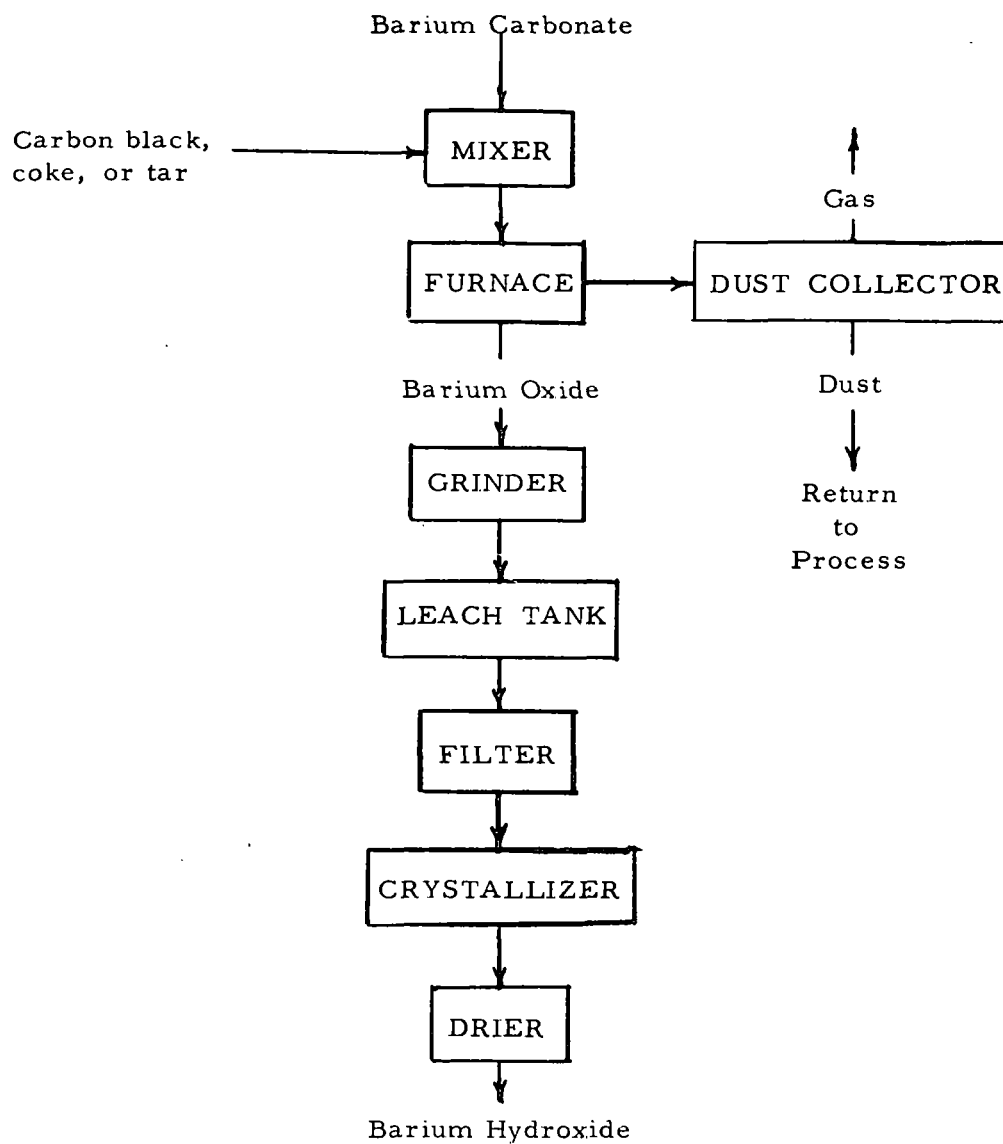 Barium Carbonate
Carbon black,
coke, or tar
MIXER
Gas
FURNACE
DUST COLLECTOR
Barium Oxide
Dust
GRINDER
Return
to
Process
LEACH TANK
FILTER
CRYSTALLIZER
DRIER
Barium Hydroxide